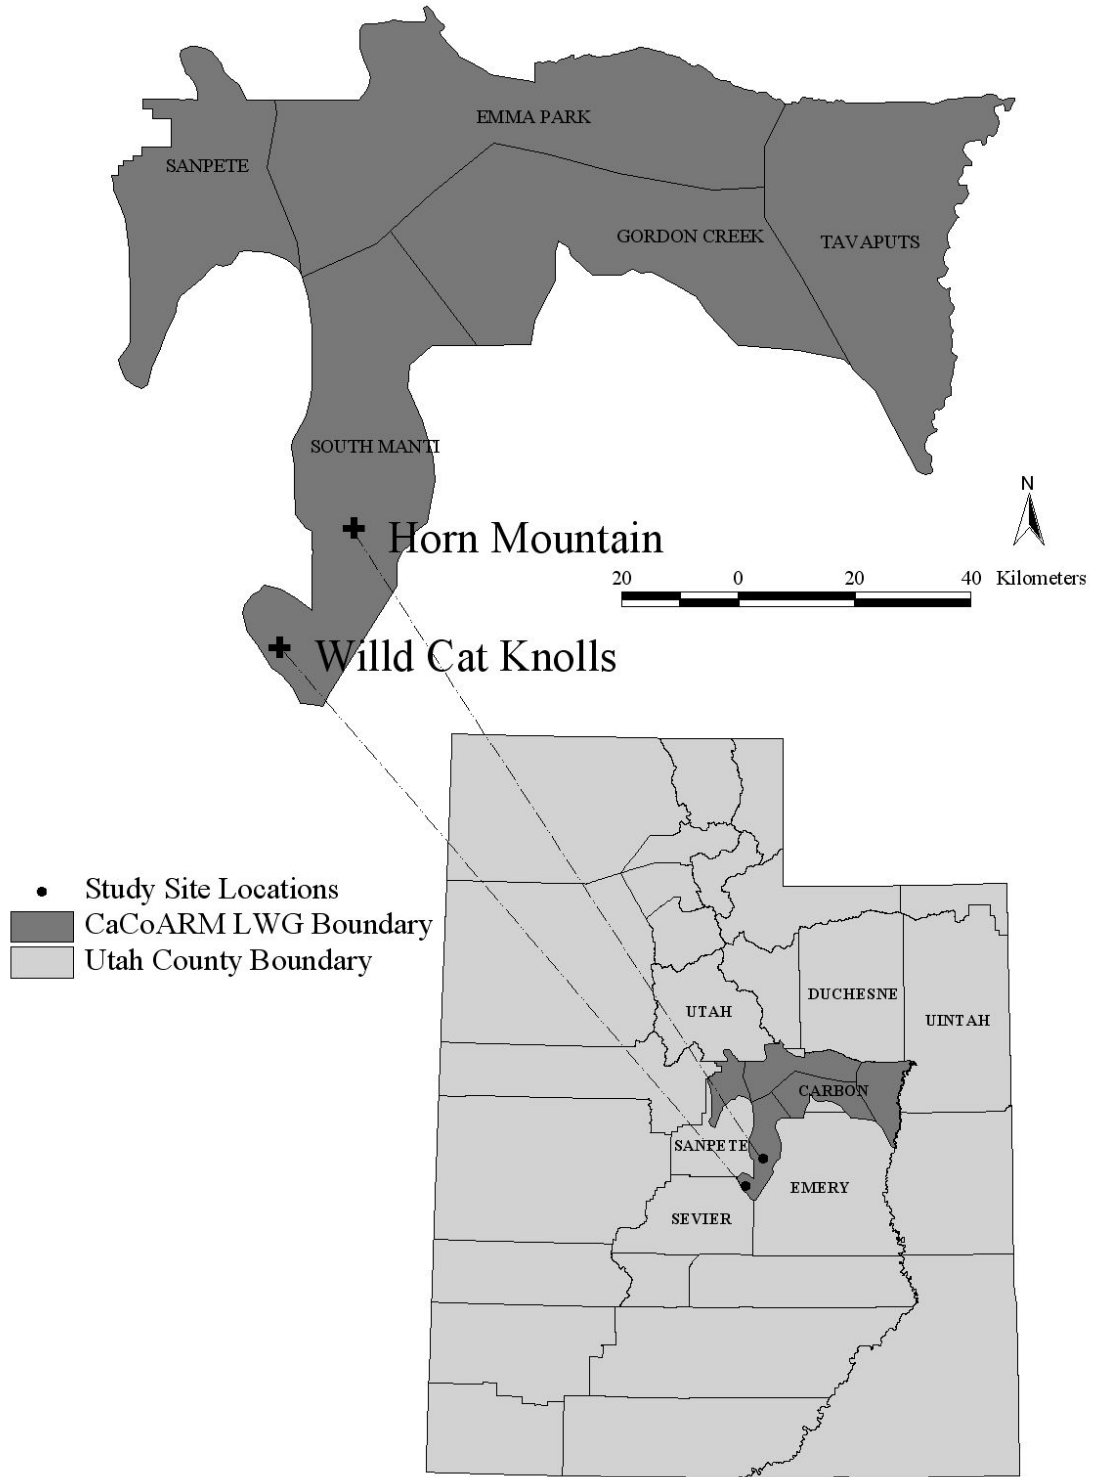 EMMA PARK
SANPETE
GORDON CREEK
TAVAPUTS
SOUTH MANTI
N
Horn Mountain
20 0 20 40 Kilometers
Willd Cat Knolls
Study Site Locations
CaCoARM LWG Boundary
Utah County Boundary
DUCHESNE
UTAH
UINTAH
CARBON
SANPETE
EMERY
SEVIER